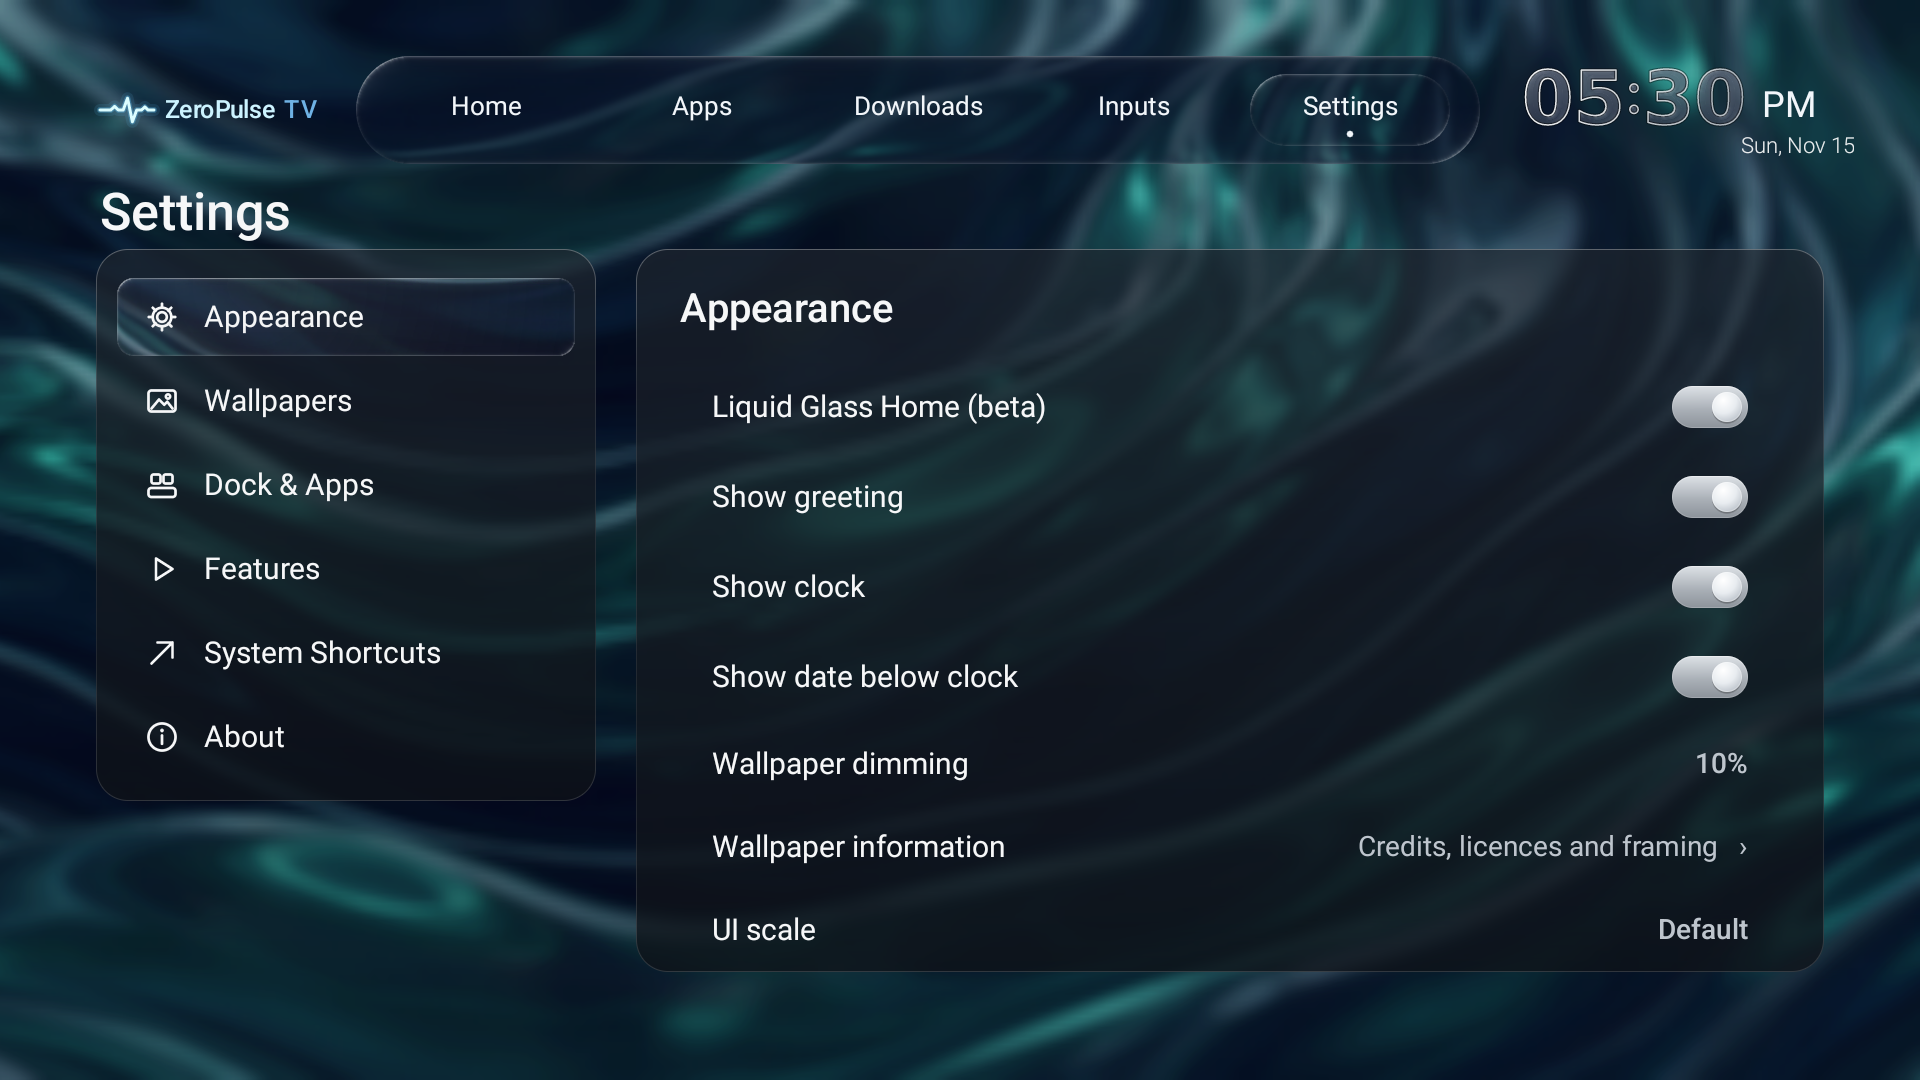 ZeroPulse TV
Home
Apps
Downloads
Inputs
Settings
05:30 PM
Sun, Nov 15
Settings
Appearance
Wallpapers
Dock & Apps
Features
System Shortcuts
About
Appearance
Liquid Glass Home (beta)
Show greeting
Show clock
Show date below clock
Wallpaper dimming 10%
Wallpaper information Credits, licences and framing ›
UI scale Default